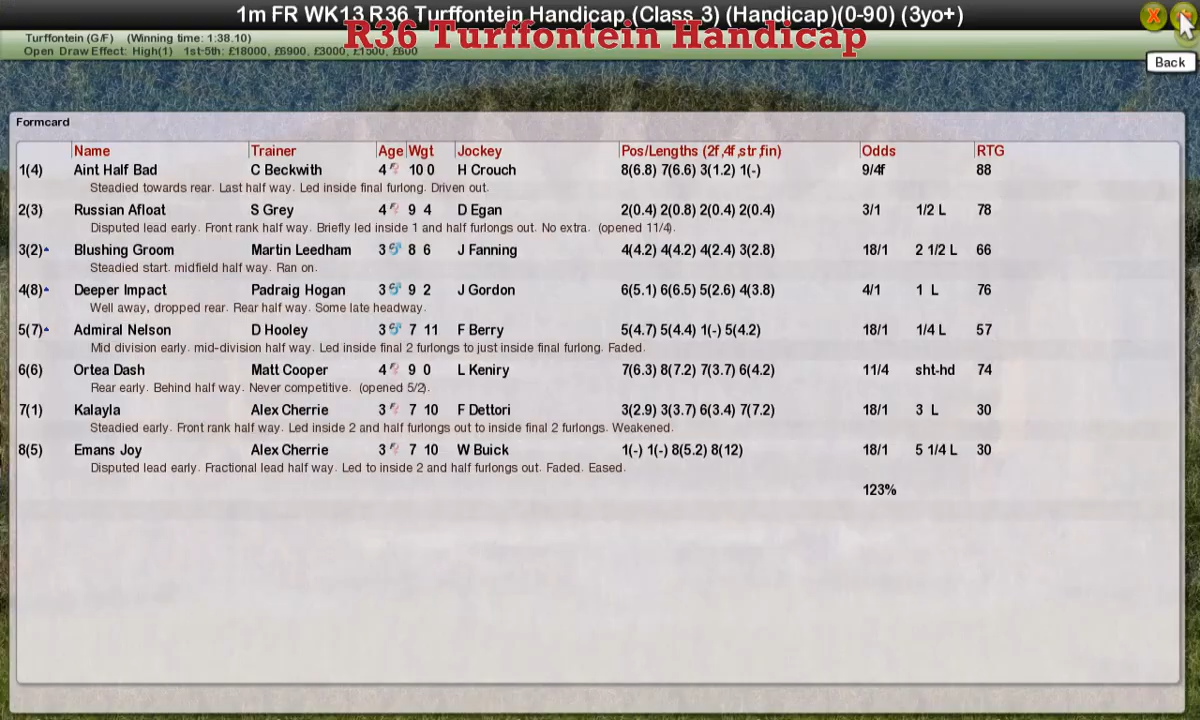 1m FR WK13 R36 Turffontein Handicap (Class 3) (Handicap)(0-90) (3yo+)
R36 Turffontein Handicap
Turffontein (G/F) (Winning time: 1:38.10)
Open Draw Effect: High(1) 1st-5th: £18000, £6900, £3000, £1500, £600
Back
Formcard
Name Trainer Age Wgt Jockey Pos/Lengths (2f,4f,str,fin) Odds RTG
1(4) Aint Half Bad C Beckwith 4 10 0 H Crouch 8(6.8) 7(6.6) 3(1.2) 1(-) 9/4f 88
Steadied towards rear. Last half way. Led inside final furlong. Driven out.
2(3) Russian Afloat S Grey 4 9 4 D Egan 2(0.4) 2(0.8) 2(0.4) 2(0.4) 3/1 1/2 L 78
Disputed lead early. Front rank half way. Briefly led inside 1 and half furlongs out. No extra. (opened 11/4).
3(2) Blushing Groom Martin Leedham 3 8 6 J Fanning 4(4.2) 4(4.2) 4(2.4) 3(2.8) 18/1 2 1/2 L 66
Steadied start. midfield half way. Ran on.
4(8) Deeper Impact Padraig Hogan 3 9 2 J Gordon 6(5.1) 6(6.5) 5(2.6) 4(3.8) 4/1 1 L 76
Well away, dropped rear. Rear half way. Some late headway.
5(7) Admiral Nelson D Hooley 3 7 11 F Berry 5(4.7) 5(4.4) 1(-) 5(4.2) 18/1 1/4 L 57
Mid division early. mid-division half way. Led inside final 2 furlongs to just inside final furlong. Faded.
6(6) Ortea Dash Matt Cooper 4 9 0 L Keniry 7(6.3) 8(7.2) 7(3.7) 6(4.2) 11/4 sht-hd 74
Rear early. Behind half way. Never competitive. (opened 5/2).
7(1) Kalayla Alex Cherrie 3 7 10 F Dettori 3(2.9) 3(3.7) 6(3.4) 7(7.2) 18/1 3 L 30
Steadied early. Front rank half way. Led inside 2 and half furlongs out to inside final 2 furlongs. Weakened.
8(5) Emans Joy Alex Cherrie 3 7 10 W Buick 1(-) 1(-) 8(5.2) 8(12) 18/1 5 1/4 L 30
Disputed lead early. Fractional lead half way. Led to inside 2 and half furlongs out. Faded. Eased.
123%